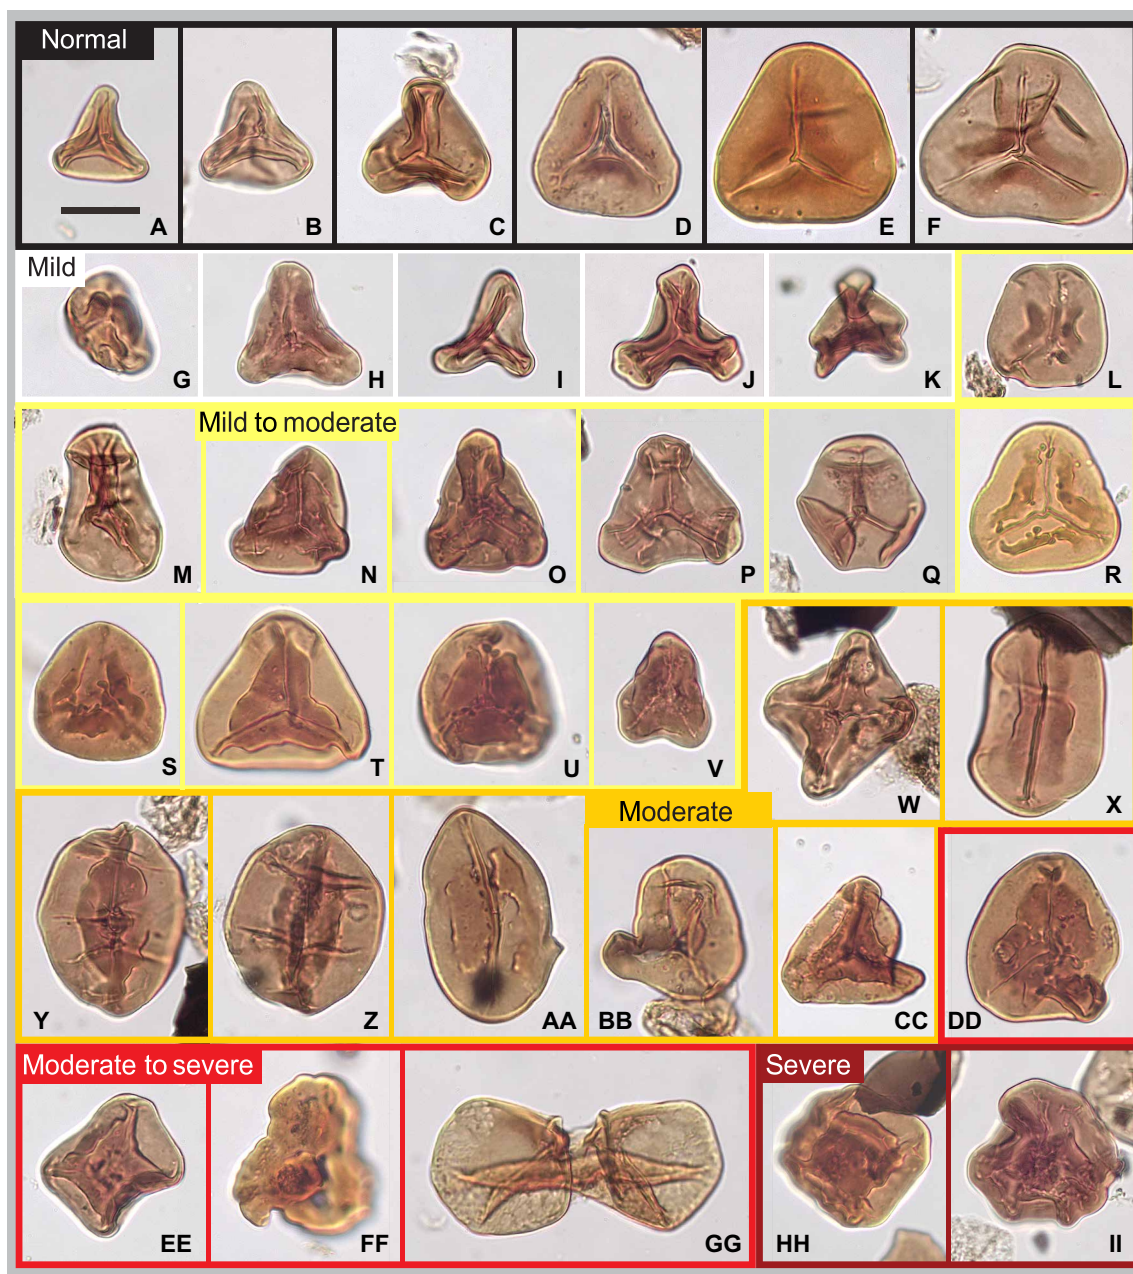 Normal
A B C D E F
Mild
G H I J K L
Mild to moderate
M N O P Q R
S T U V W X
Moderate
Y Z AA BB CC DD
Moderate to severe Severe
EE FF GG HH II